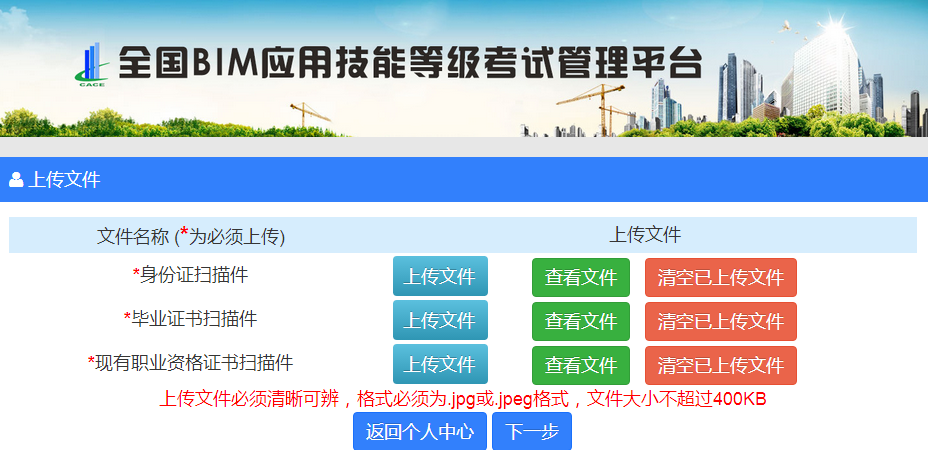 CACE
全国BIM应用技能等级考试管理平台
上传文件
文件名称 (*为必须上传) 上传文件
*身份证扫描件 上传文件 查看文件 清空已上传文件
*毕业证书扫描件 上传文件 查看文件 清空已上传文件
*现有职业资格证书扫描件 上传文件 查看文件 清空已上传文件
上传文件必须清晰可辨，格式必须为.jpg或.jpeg格式，文件大小不超过400KB
返回个人中心 下一步